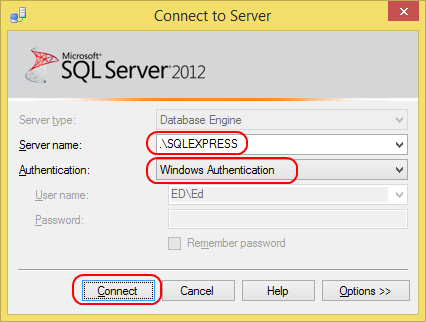 Connect to Server
Microsoft
SQL Server 2012
Server type: Database Engine
Server name: .\SQLEXPRESS
Authentication: Windows Authentication
User name: ED\Ed
Password:
Remember password
Connect Cancel Help Options >>